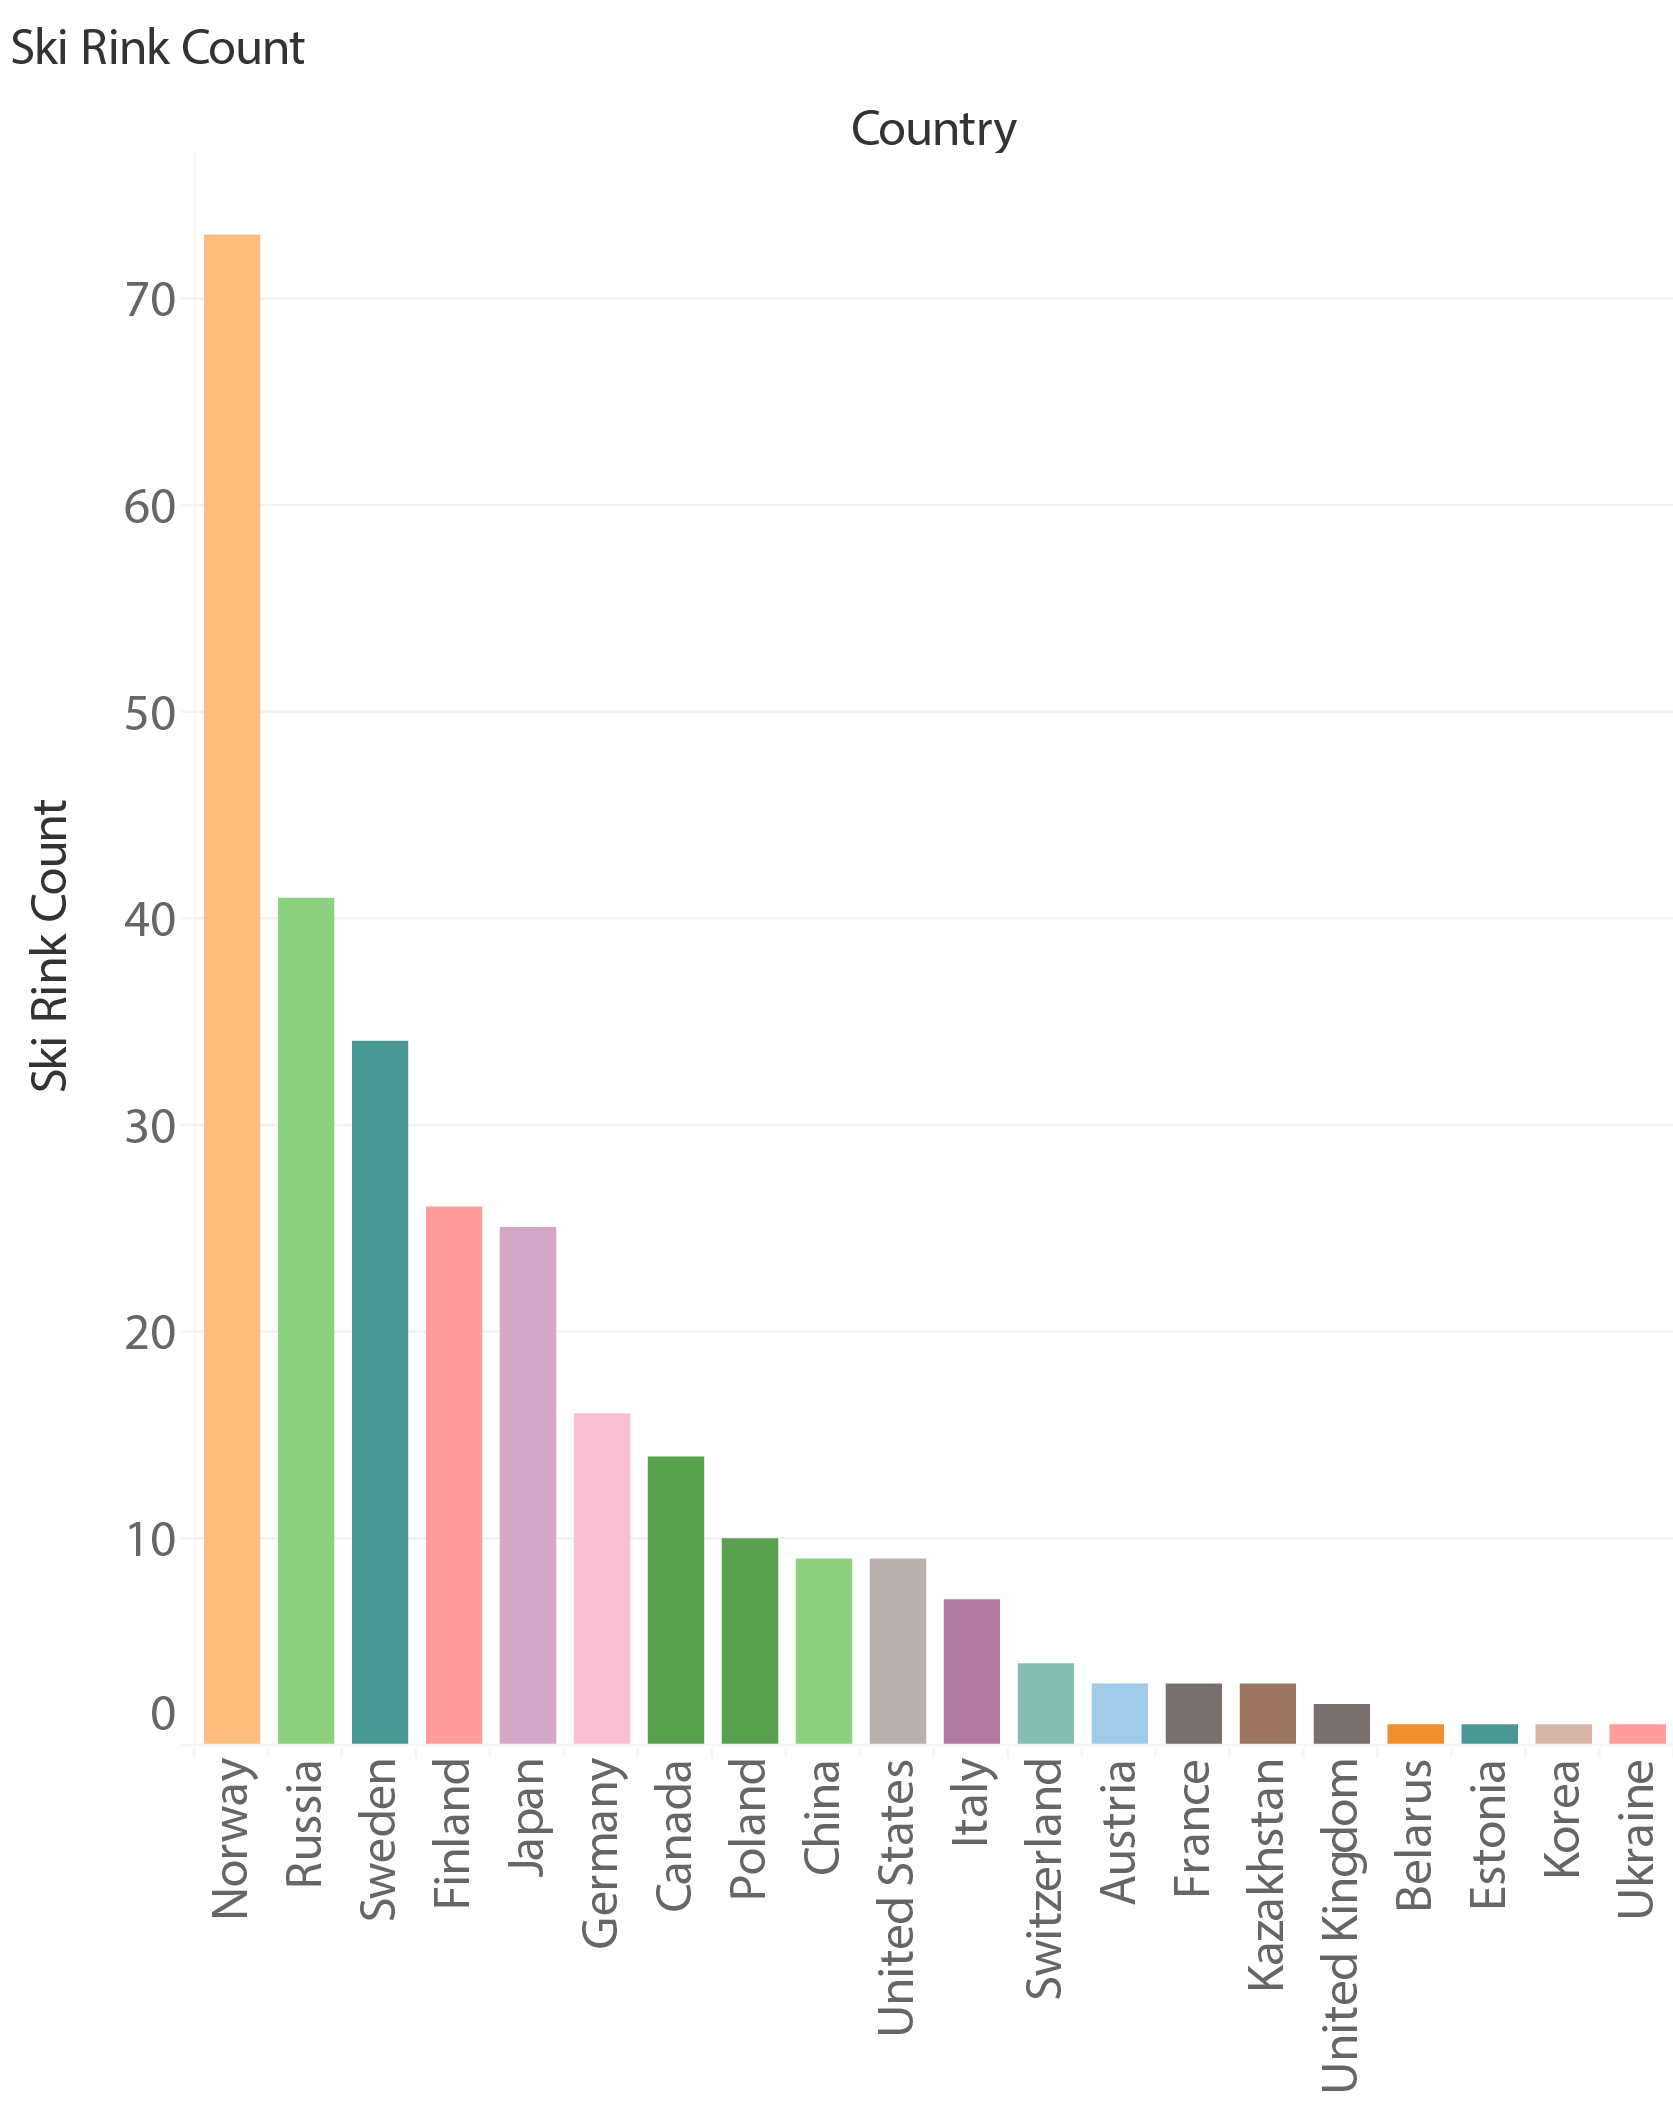 Ski Rink Count
Country
Ski Rink Count
70
60
50
40
30
20
10
0
Norway
Russia
Sweden
Finland
Japan
Germany
Canada
Poland
China
United States
Italy
Switzerland
Austria
France
Kazakhstan
United Kingdom
Belarus
Estonia
Korea
Ukraine